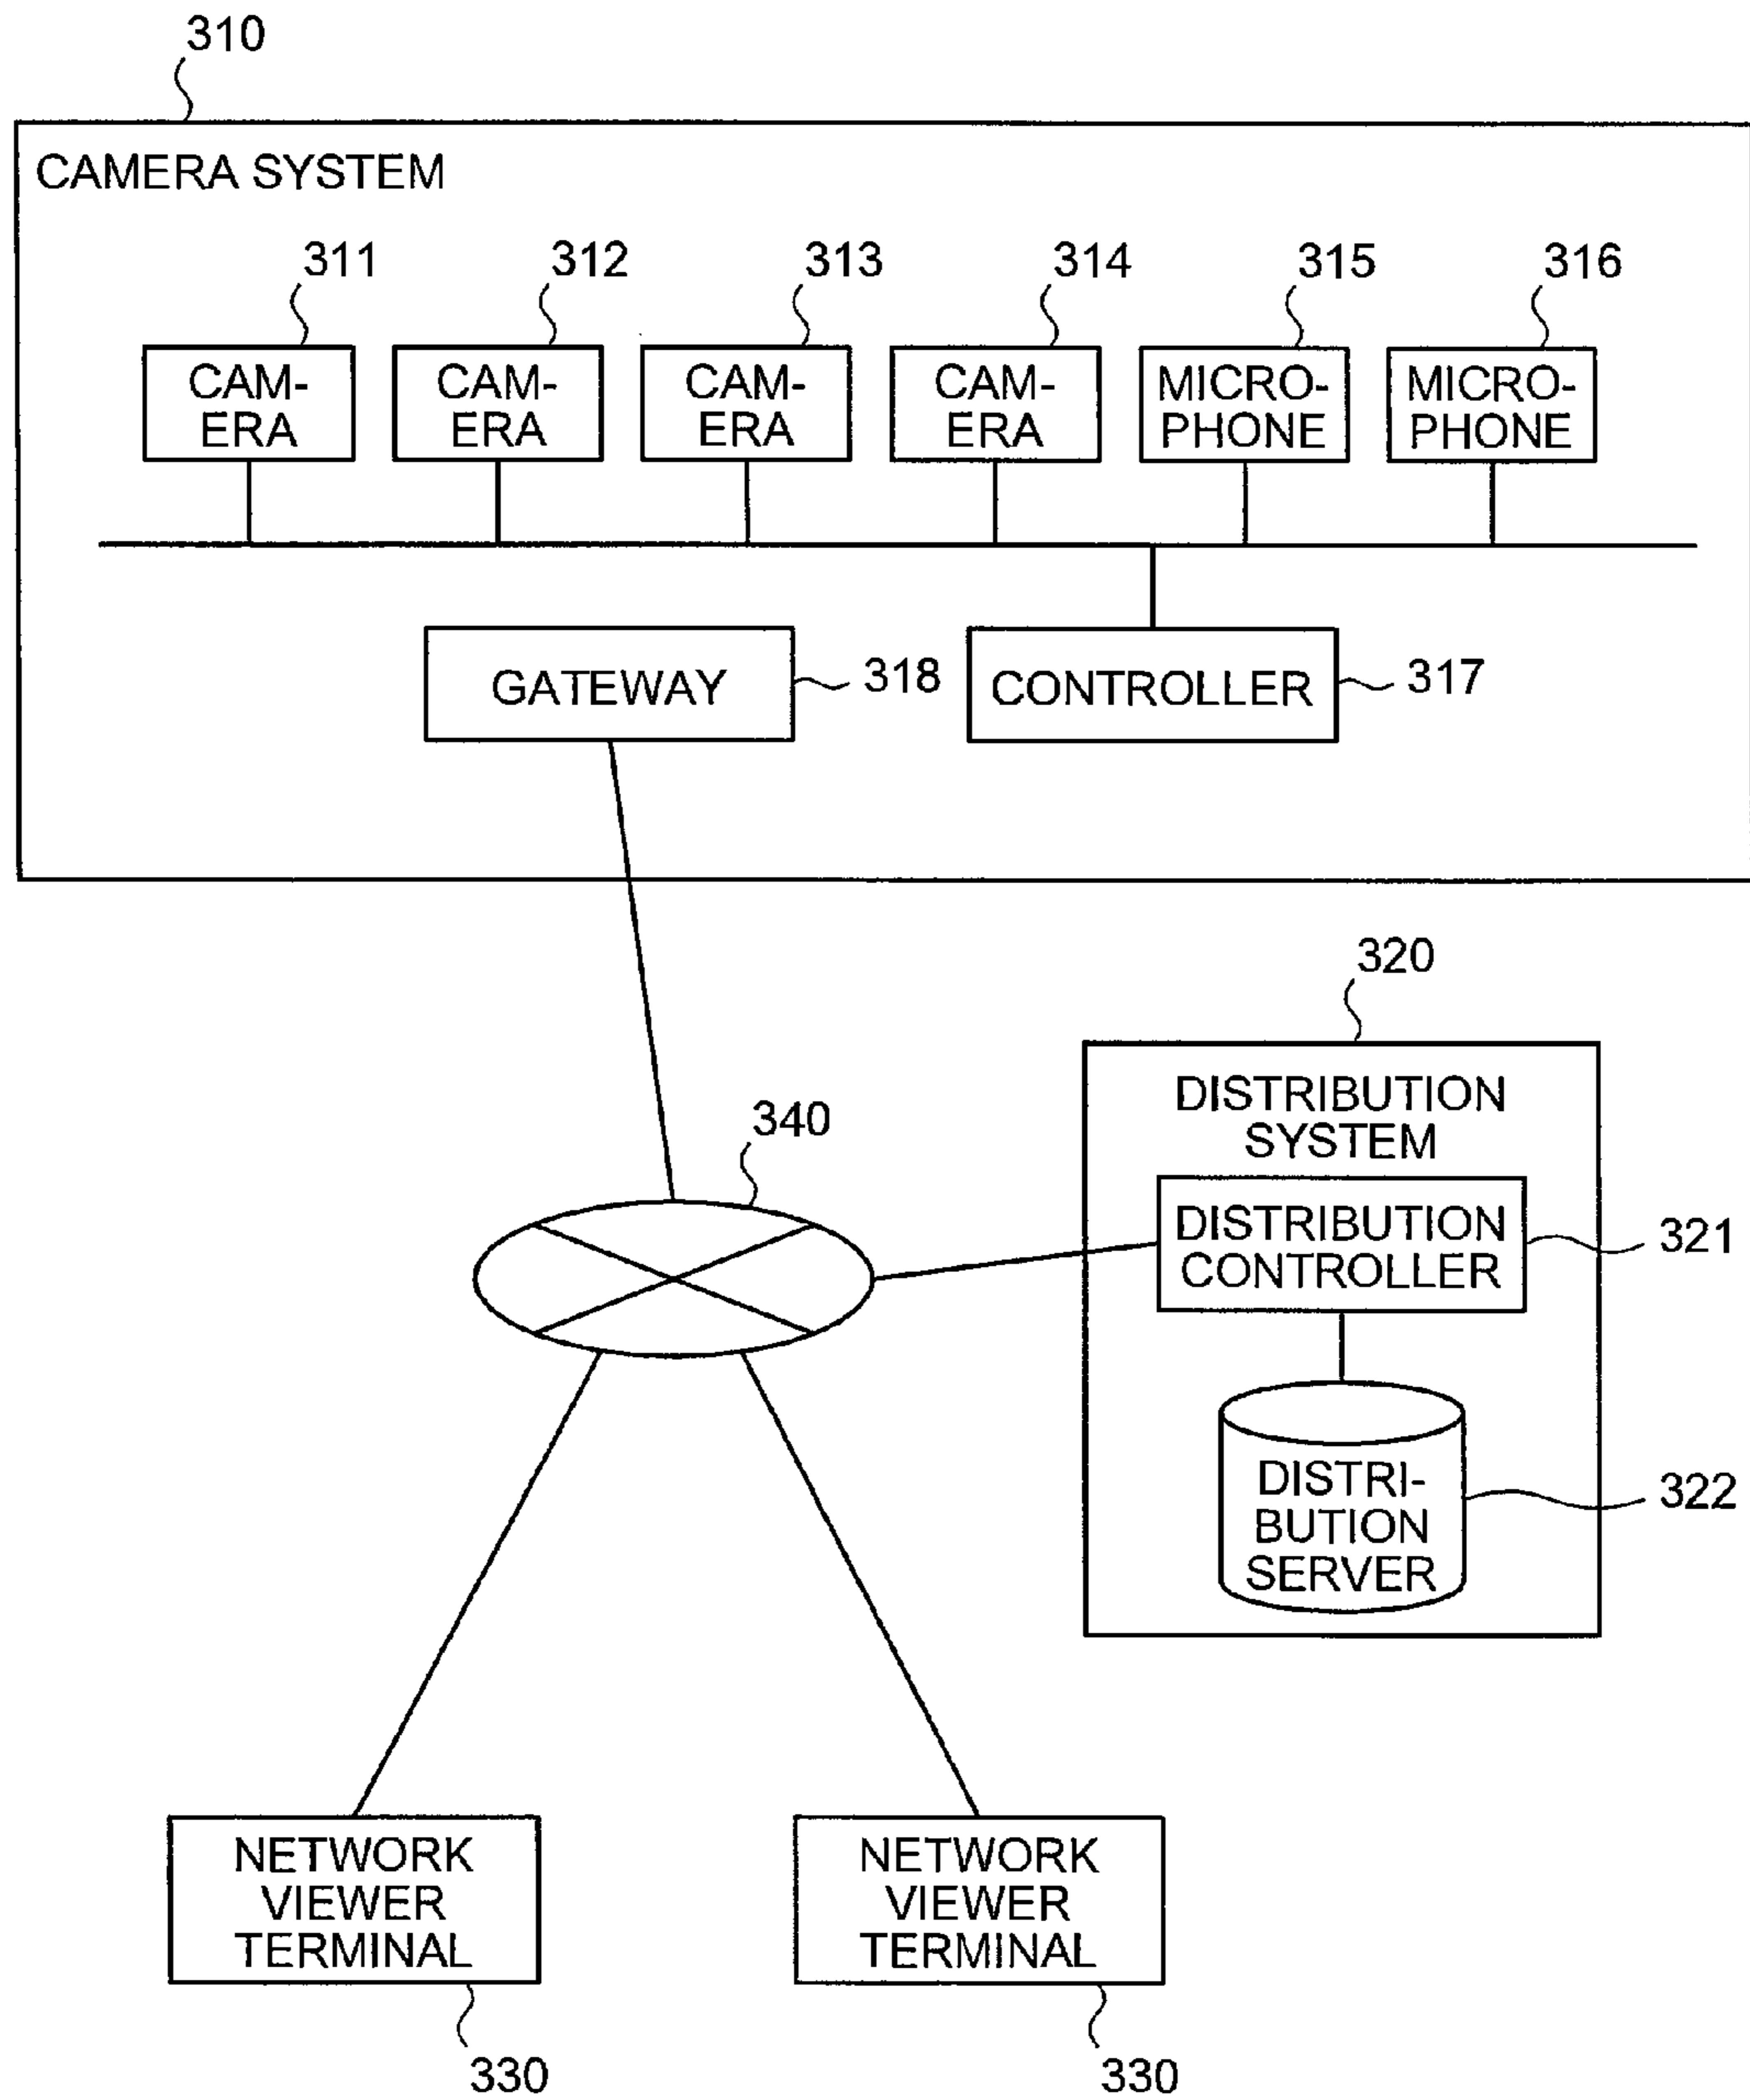 310
CAMERA SYSTEM
311
312
313
314
315
316
CAM-
ERA
CAM-
ERA
CAM-
ERA
CAM-
ERA
MICRO-
PHONE
MICRO-
PHONE
GATEWAY
318
CONTROLLER
317
320
DISTRIBUTION
SYSTEM
340
DISTRIBUTION
CONTROLLER
321
DISTRI-
BUTION
SERVER
322
NETWORK
VIEWER
TERMINAL
NETWORK
VIEWER
TERMINAL
330
330